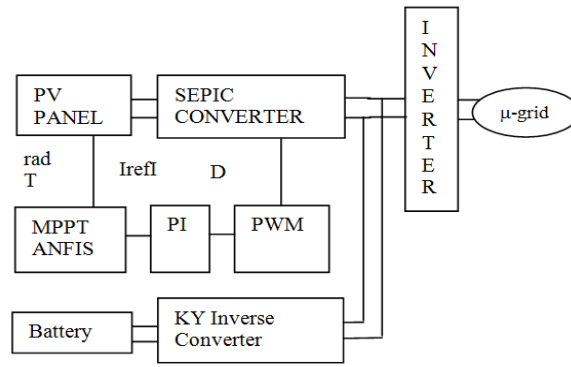 I
N
V
E
R
T
E
R
PV
PANEL
SEPIC
CONVERTER
μ-grid
rad
T
IrefI
D
MPPT
ANFIS
PI
PWM
Battery
KY Inverse
Converter